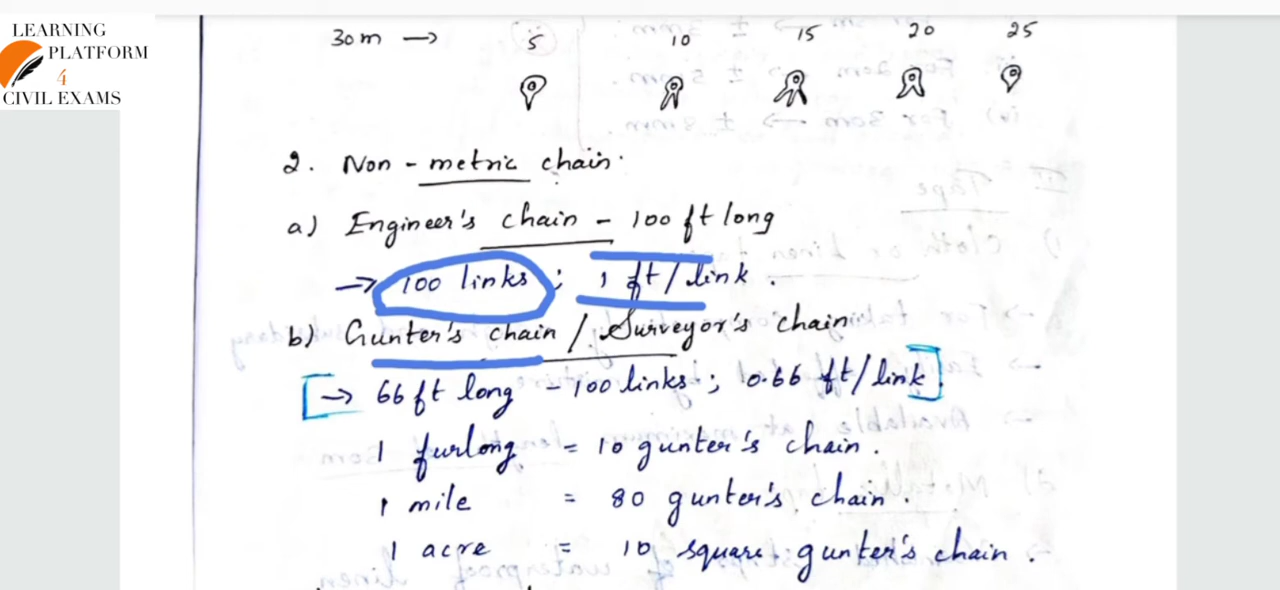 LEARNING
PLATFORM
4
CIVIL EXAMS
30m → 5 10 15 20 25
2. Non - metric chain.
a) Engineer's chain - 100 ft long
→ 100 links ; 1 ft/link.
b) Gunter's chain / Surveyor's chain
→ 66 ft long - 100 links ; 0.66 ft/link.
1 furlong = 10 gunter's chain.
1 mile = 80 gunter's chain.
1 acre = 10 square gunter's chain.